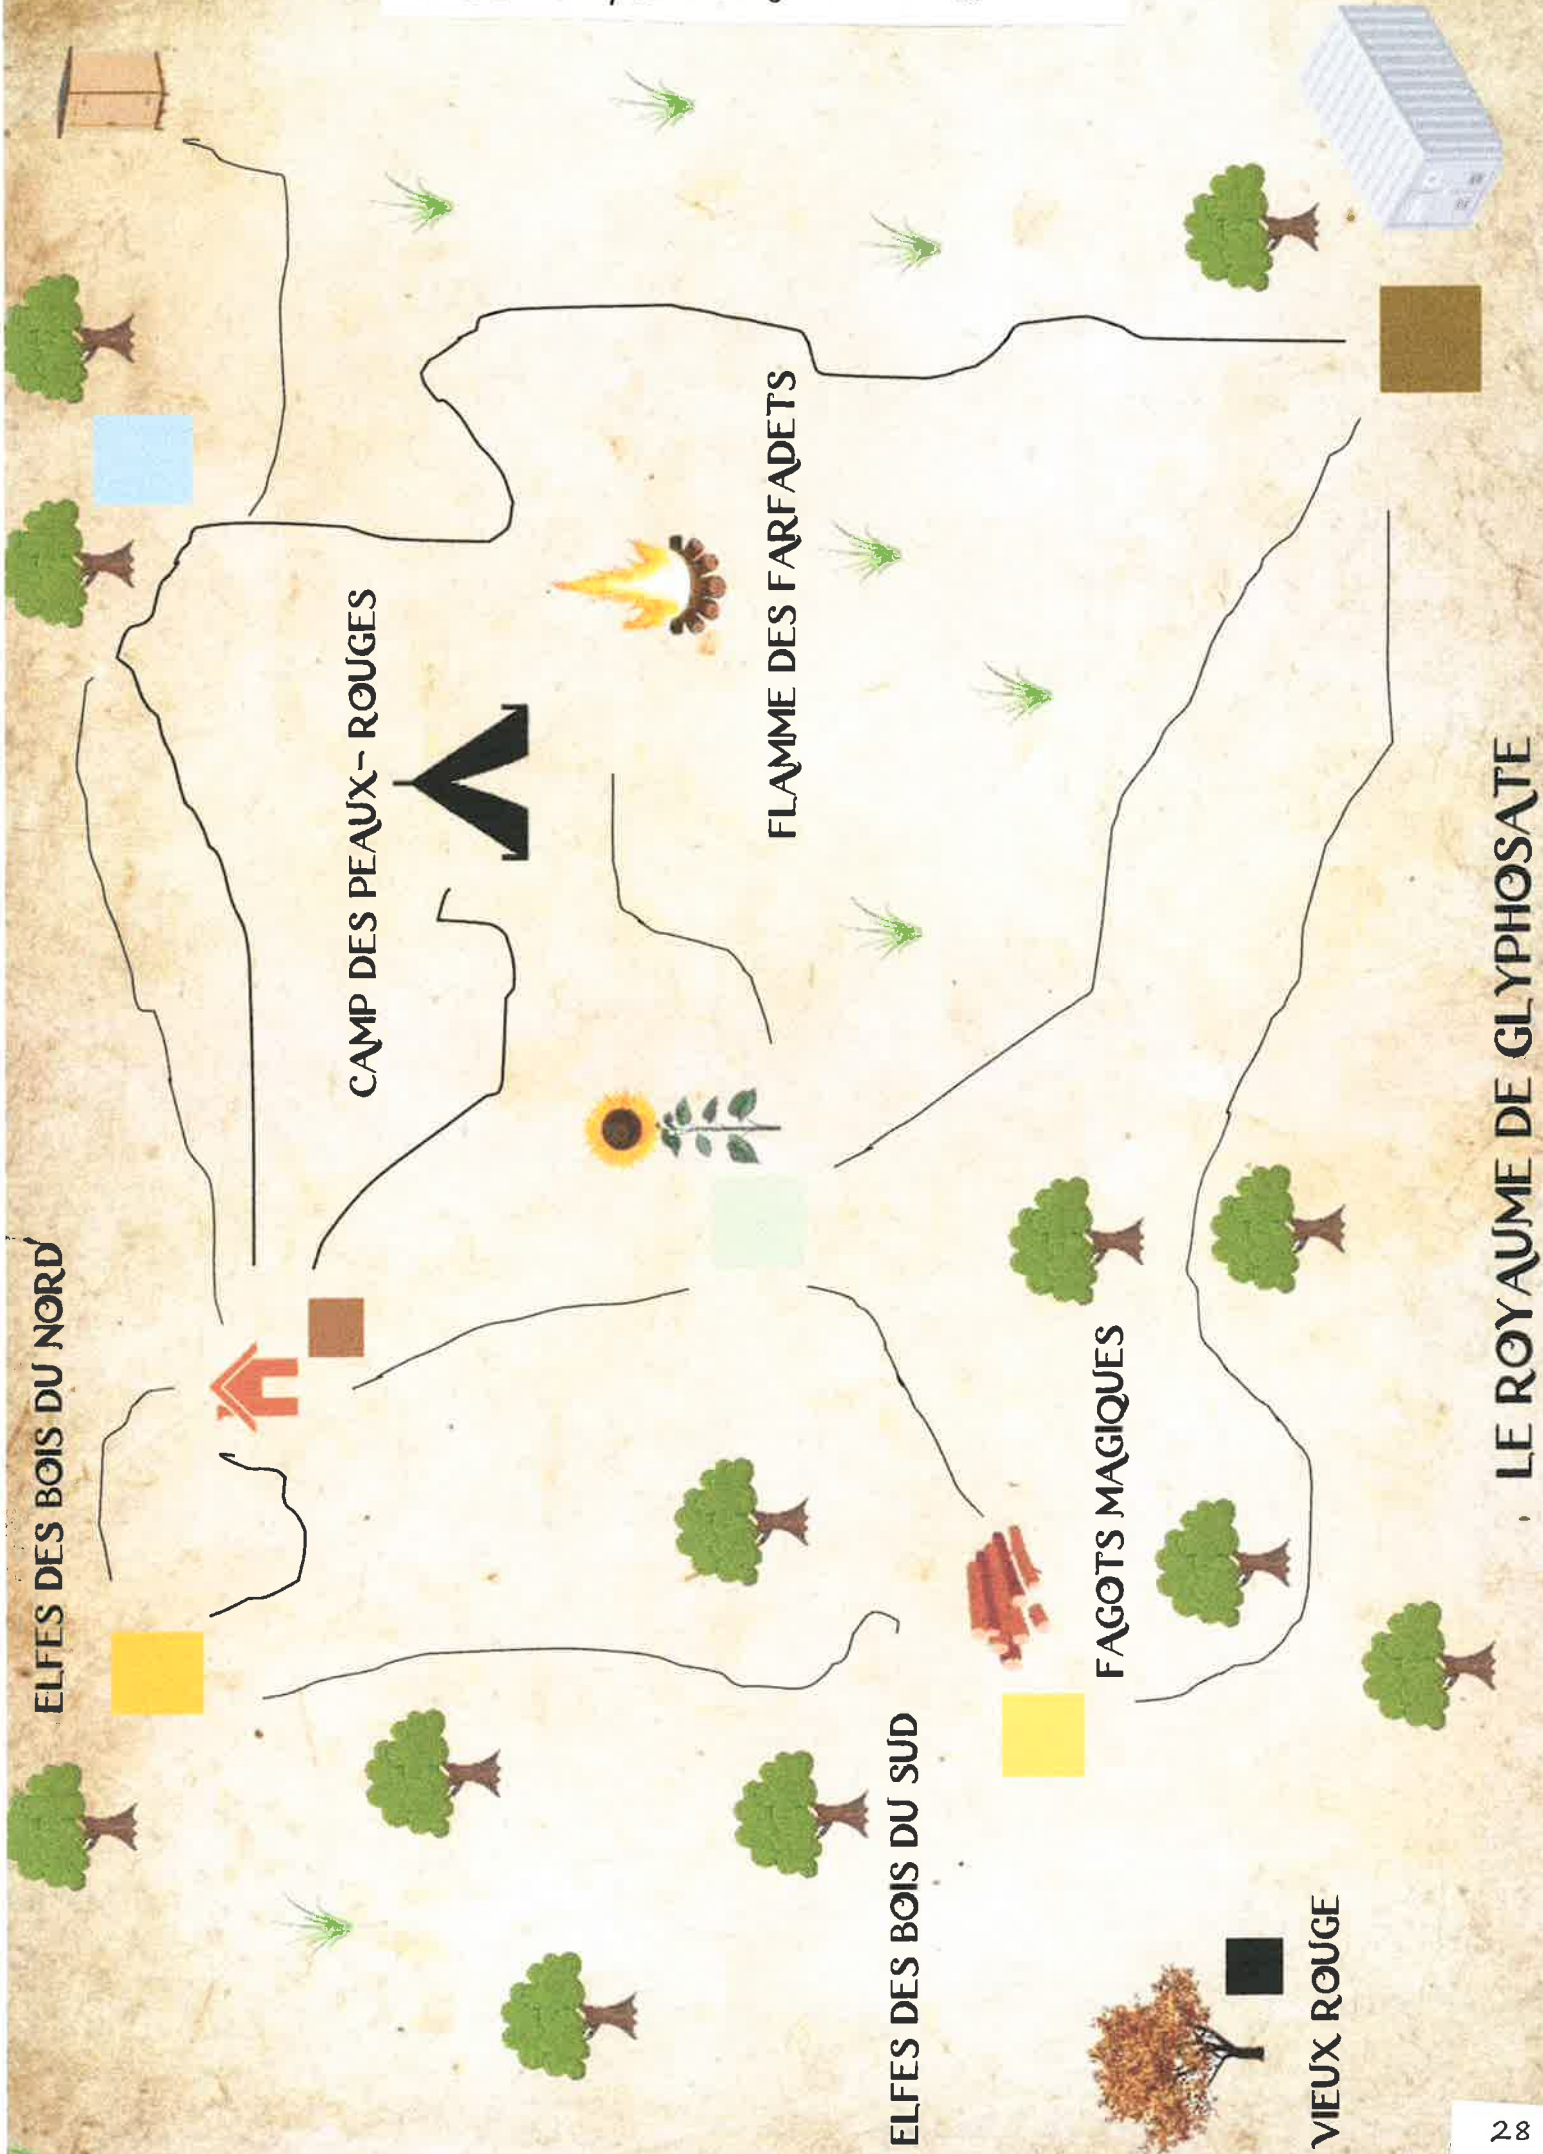 ELFES DES BOIS DU NORD
CAMP DES PEAUX-ROUGES
FLAMME DES FARFADETS
ELFES DES BOIS DU SUD
FAGOTS MAGIQUES
VIEUX ROUGE
LE ROYAUME DE GLYPHOSATE
28